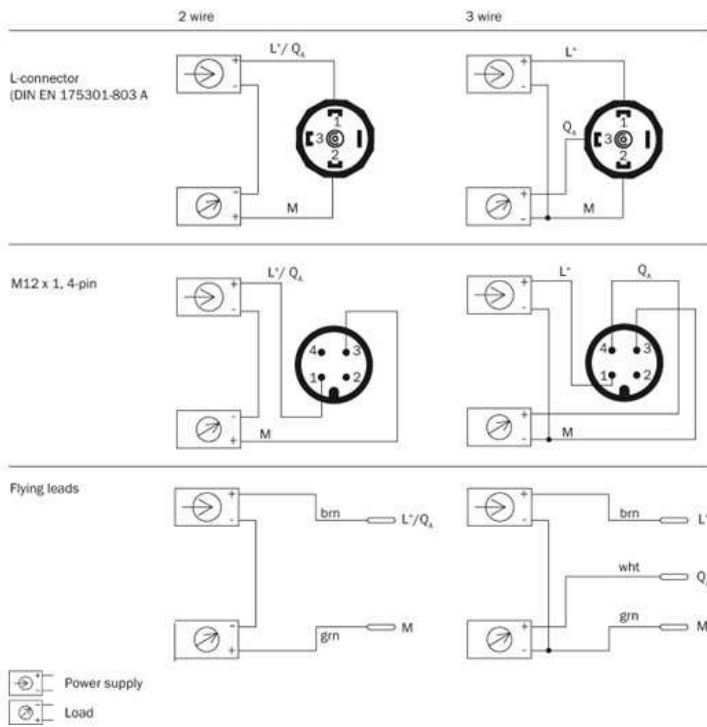 2 wire
3 wire
L-connector
(DIN EN 175301-803 A
+
L⁺/ Q_A
-
1
3
2
-
+
M
+
L⁺
-
1
Q_A
3
2
+
-
M
M12 x 1, 4-pin
+
L⁺/ Q_A
-
4
3
1
2
-
+
M
+
L⁺
Q_A
-
4
3
1
2
+
-
M
Flying leads
+
brn
L⁺/Q_A
-
-
+
grn
M
+
brn
L⁺
-
wht
Q
+
grn
M
-
+
-
Power supply
-
+
Load